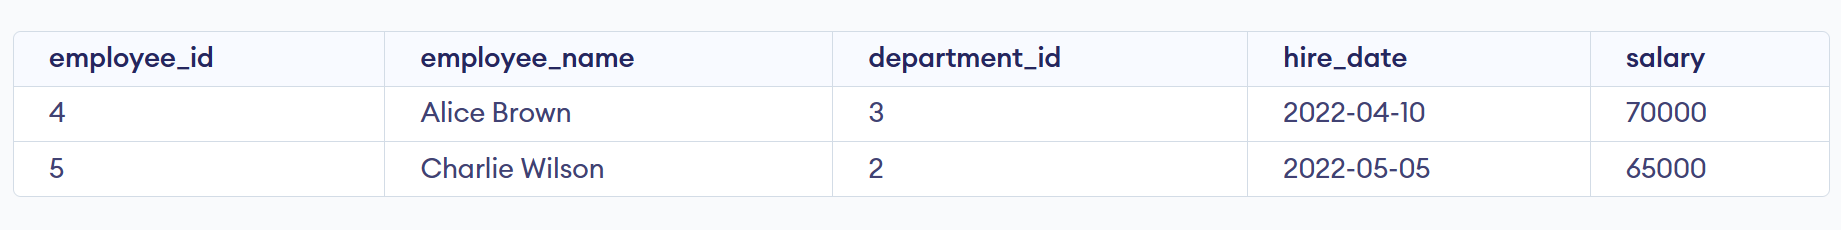 employee_id employee_name department_id hire_date salary
4 Alice Brown 3 2022-04-10 70000
5 Charlie Wilson 2 2022-05-05 65000